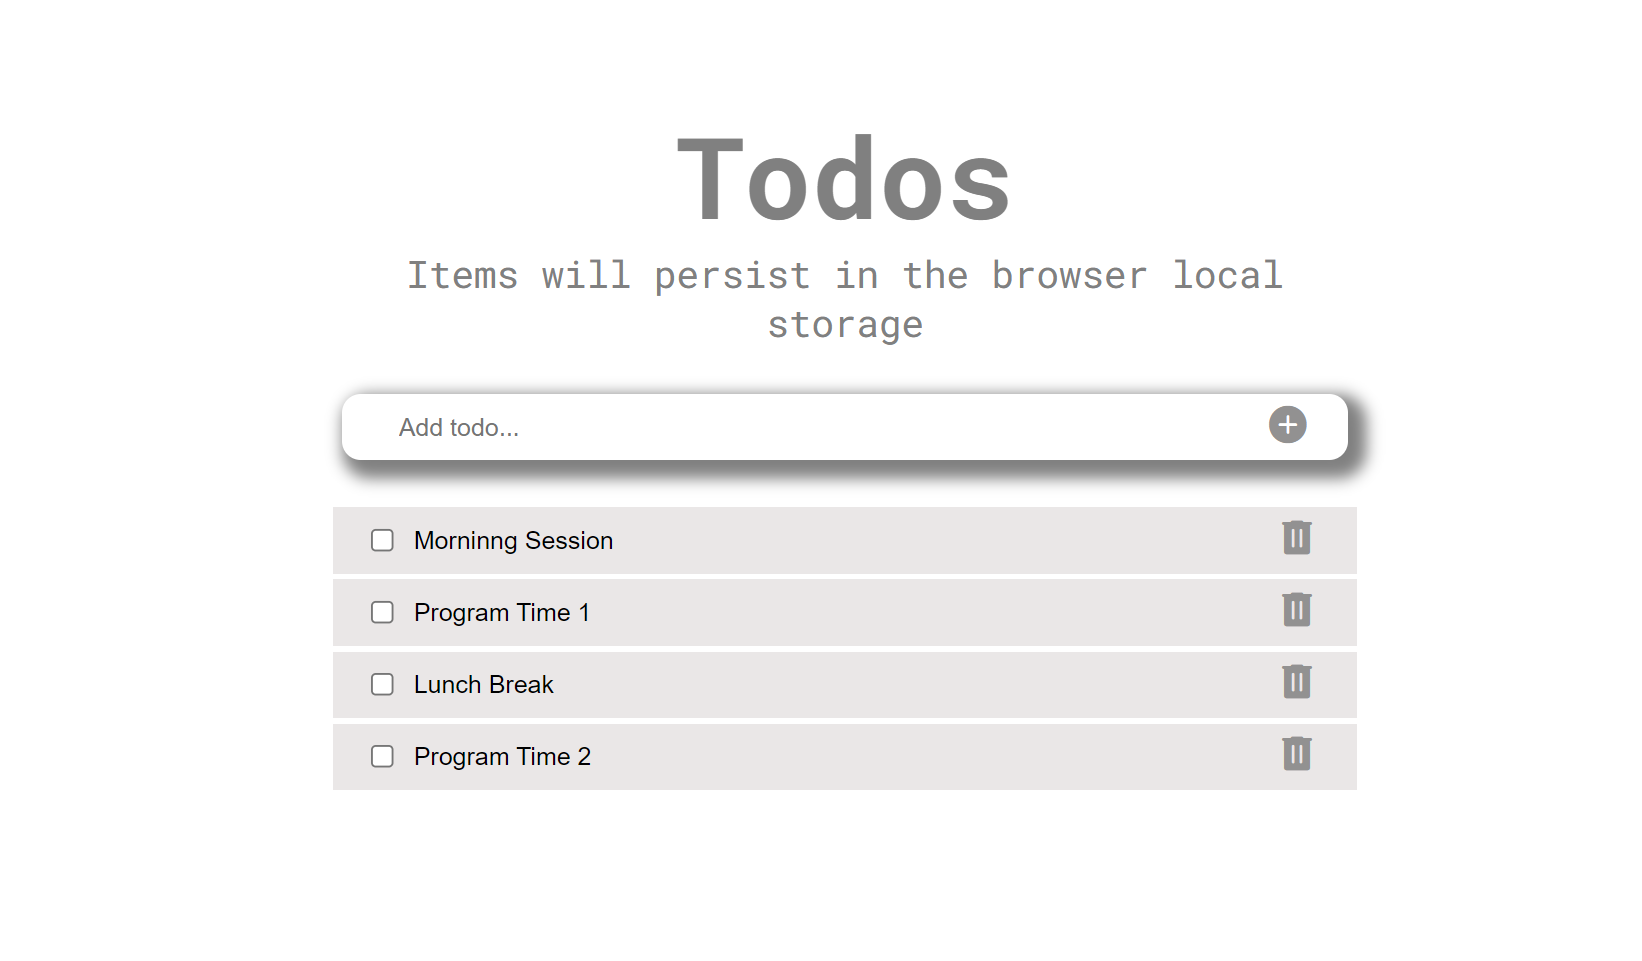 Todos
Items will persist in the browser local
storage
Add todo...
Morninng Session
Program Time 1
Lunch Break
Program Time 2